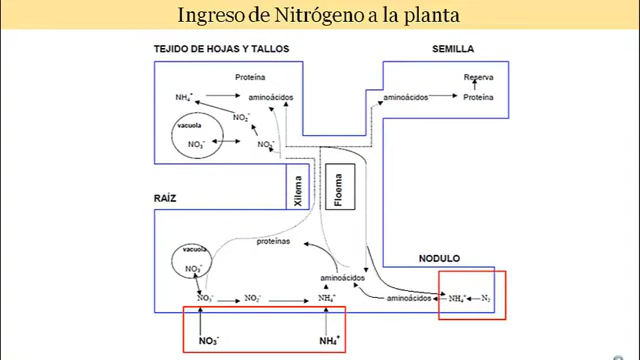 Ingreso de Nitrógeno a la planta
TEJIDO DE HOJAS Y TALLOS
SEMILLA
Proteína
Reserva
NH₄⁺
aminoácidos
aminoácidos
Proteína
NO₂⁻
vacuola
NO₃⁻
NO₃⁻
Xilema
Floema
RAÍZ
proteínas
vacuola
NO₃⁻
NODULO
aminoácidos
NO₃⁻
NO₂⁻
NH₄⁺
aminoácidos
NH₄⁺
N₂
NO₃⁻
NH₄⁺